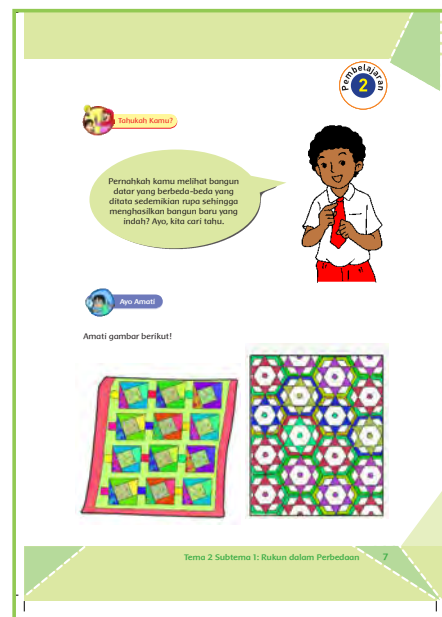 Pembelajaran
2
Tahukah Kamu?
Pernahkah kamu melihat bangun
datar yang berbeda-beda yang
ditata sedemikian rupa sehingga
menghasilkan bangun baru yang
indah? Ayo, kita cari tahu.
Ayo Amati
Amati gambar berikut!
Tema 2 Subtema 1: Rukun dalam Perbedaan 7